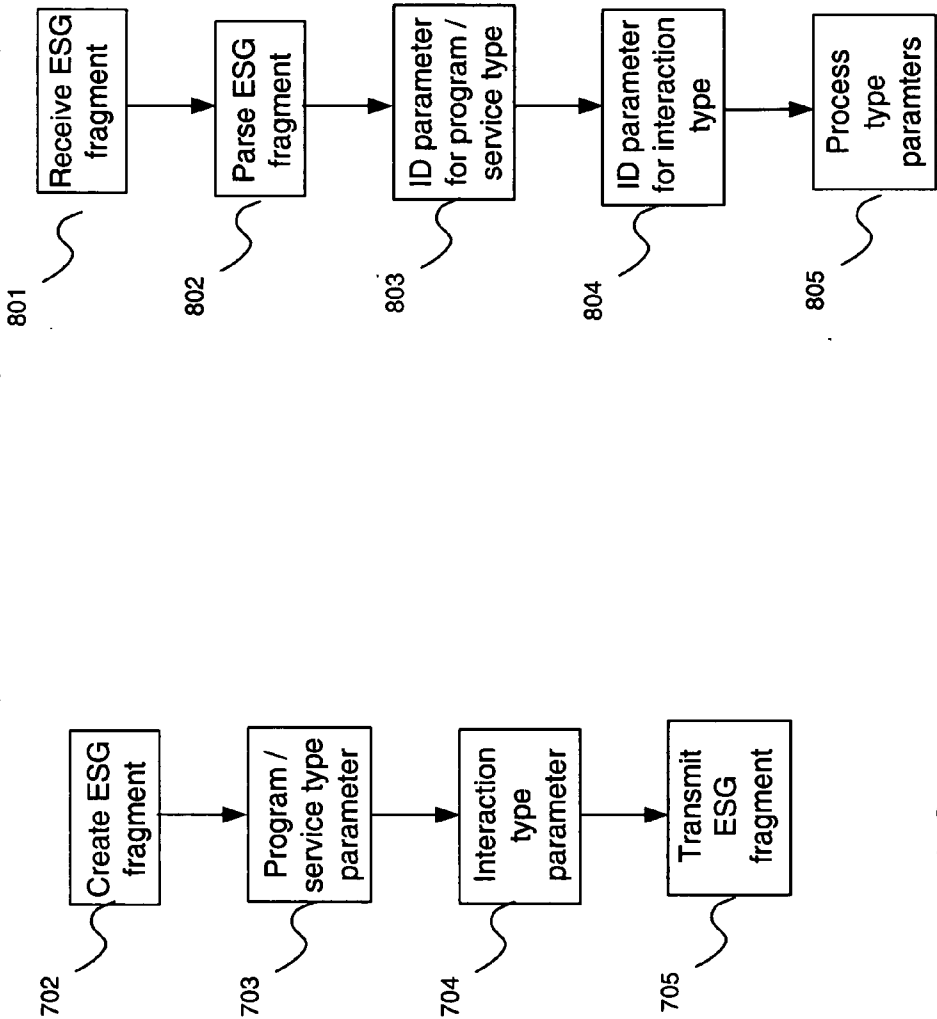 702
Create ESG
fragment
703
Program /
service type
parameter
704
Interaction
type
parameter
705
Transmit
ESG
fragment
801
Receive ESG
fragment
802
Parse ESG
fragment
803
ID parameter
for program /
service type
804
ID parameter
for interaction
type
805
Process
type
paramters